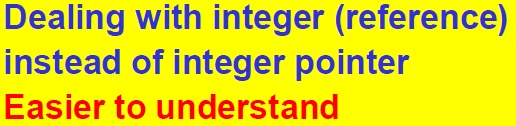 Dealing with integer (reference)
instead of integer pointer
Easier to understand